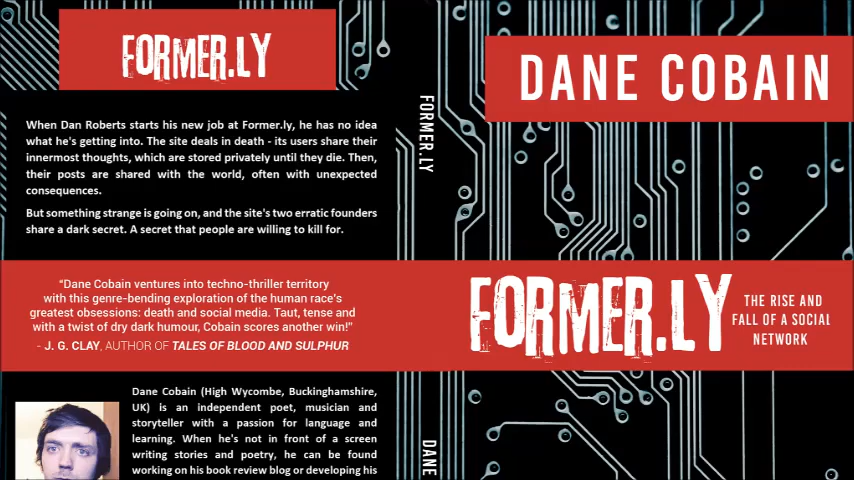 FORMER.LY
When Dan Roberts starts his new job at Former.ly, he has no idea
what he's getting into. The site deals in death - its users share their
innermost thoughts, which are stored privately until they die. Then,
their posts are shared with the world, often with unexpected
consequences.
But something strange is going on, and the site's two erratic founders
share a dark secret. A secret that people are willing to kill for.
"Dane Cobain ventures into techno-thriller territory
with this genre-bending exploration of the human race's
greatest obsessions: death and social media. Taut, tense and
with a twist of dry dark humour, Cobain scores another win!"
- J. G. CLAY, AUTHOR OF TALES OF BLOOD AND SULPHUR
Dane Cobain (High Wycombe, Buckinghamshire,
UK) is an independent poet, musician and
storyteller with a passion for language and
learning. When he's not in front of a screen
writing stories and poetry, he can be found
working on his book review blog or developing his
FORMER.LY
DANE
DANE COBAIN
FORMER.LY
THE RISE AND
FALL OF A SOCIAL
NETWORK